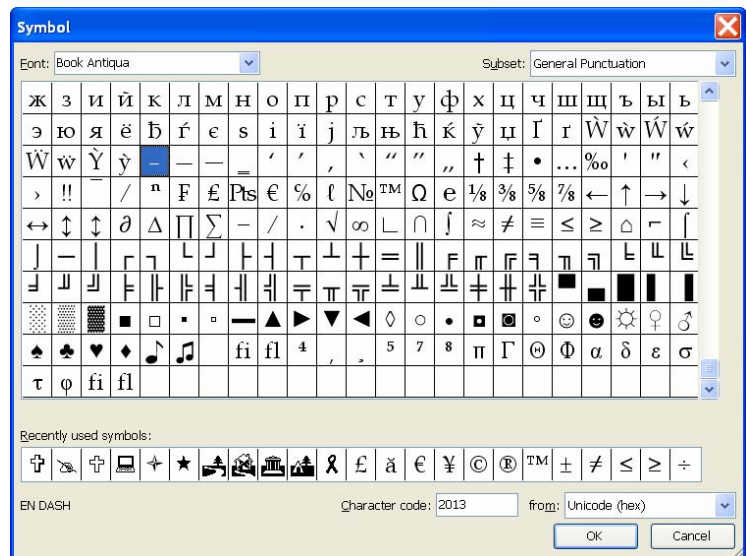 Symbol
Font: Book Antiqua Subset: General Punctuation
ж з и й к л м н о п р с т у ф х ц ч ш щ ъ ы ь
э ю я ё ђ ѓ є ѕ і ї ј љ њ ћ ќ ў џ Ґ ґ Ẁ ẁ Ẃ ẃ
Ẅ ẅ Ỳ ỳ – — ― ‗ ‘ ’ ‚ ‛ “ ” „ † ‡ • … ‰ ′ ″ ‹
› ‼ ‾ ⁄ ⁿ ₣ ₤ ₧ € ℅ ℓ № ™ Ω ℮ ⅛ ⅜ ⅝ ⅞ ← ↑ → ↓
↔ ↕ ↨ ∂ ∆ ∏ ∑ − ∕ ∙ √ ∞ ∟ ∩ ∫ ≈ ≠ ≡ ≤ ≥ ⌂ ⌐ ⌠
⌡ ─ │ ┌ ┐ └ ┘ ├ ┤ ┬ ┴ ┼ ═ ║ ╒ ╓ ╔ ╕ ╖ ╗ ╘ ╙ ╚
╛ ╜ ╝ ╞ ╟ ╠ ╡ ╢ ╣ ╤ ╥ ╦ ╧ ╨ ╩ ╪ ╫ ╬ ▀ ▄ █ ▌ ▐
░ ▒ ▓ ■ □ ▪ ▫ ▬ ▲ ► ▼ ◄ ◊ ○ ● ◘ ◙ ◦ ☺ ☻ ☼ ♀ ♂
♠ ♣ ♥ ♦ ♪ ♫ fi fl 4 , 5 7 8 π Γ Θ Φ α δ ε σ
τ φ fi fl
Recently used symbols:
£ ă € ¥ © ® ™ ± ≠ ≤ ≥ ÷
EN DASH Character code: 2013 from: Unicode (hex)
OK Cancel